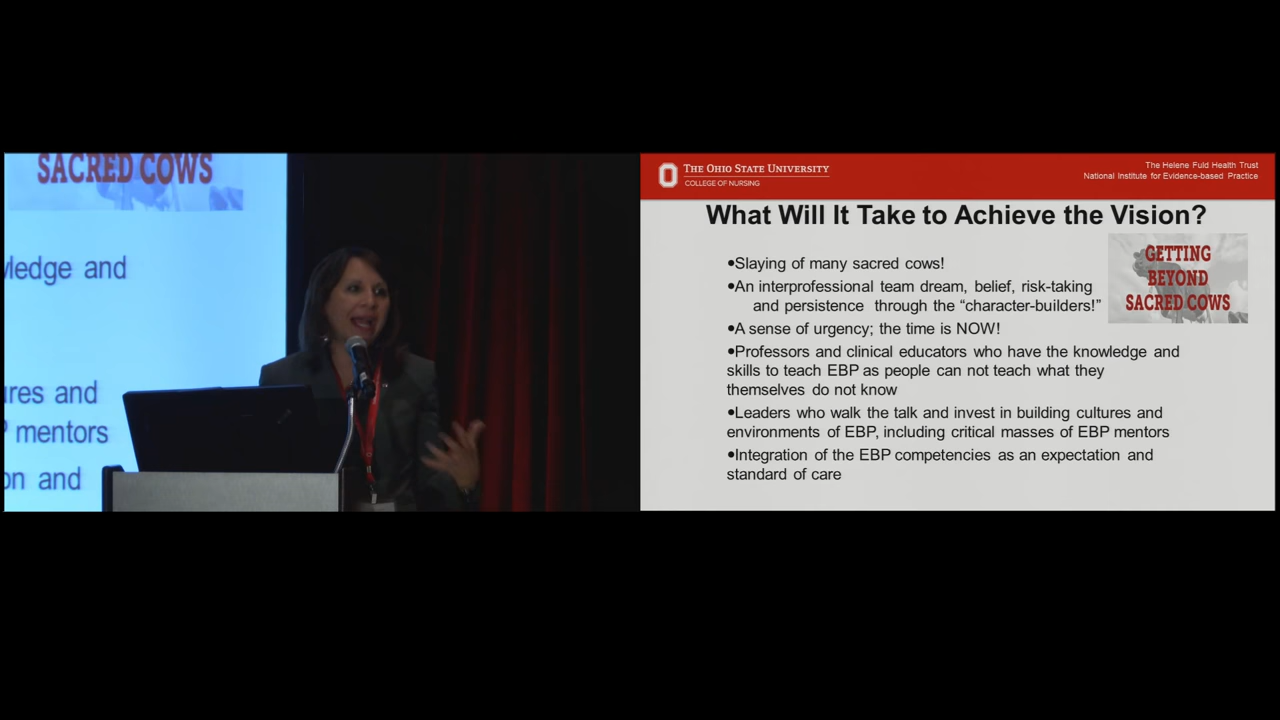 SACRED COWS
ledge and
res and
mentors
on and
THE OHIO STATE UNIVERSITY
COLLEGE OF NURSING
The Helene Fuld Health Trust
National Institute for Evidence-based Practice
What Will It Take to Achieve the Vision?
•Slaying of many sacred cows!
•An interprofessional team dream, belief, risk-taking
and persistence through the “character-builders!”
•A sense of urgency; the time is NOW!
•Professors and clinical educators who have the knowledge and
skills to teach EBP as people can not teach what they
themselves do not know
•Leaders who walk the talk and invest in building cultures and
environments of EBP, including critical masses of EBP mentors
•Integration of the EBP competencies as an expectation and
standard of care
GETTING
BEYOND
SACRED COWS